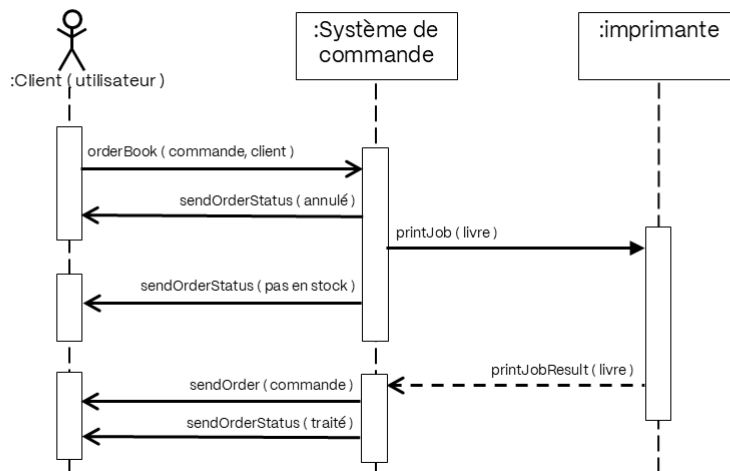 :Système de
commande
:imprimante
:Client ( utilisateur )
orderBook ( commande, client )
sendOrderStatus ( annulé )
printJob ( livre )
sendOrderStatus ( pas en stock )
printJobResult ( livre )
sendOrder ( commande )
sendOrderStatus ( traité )